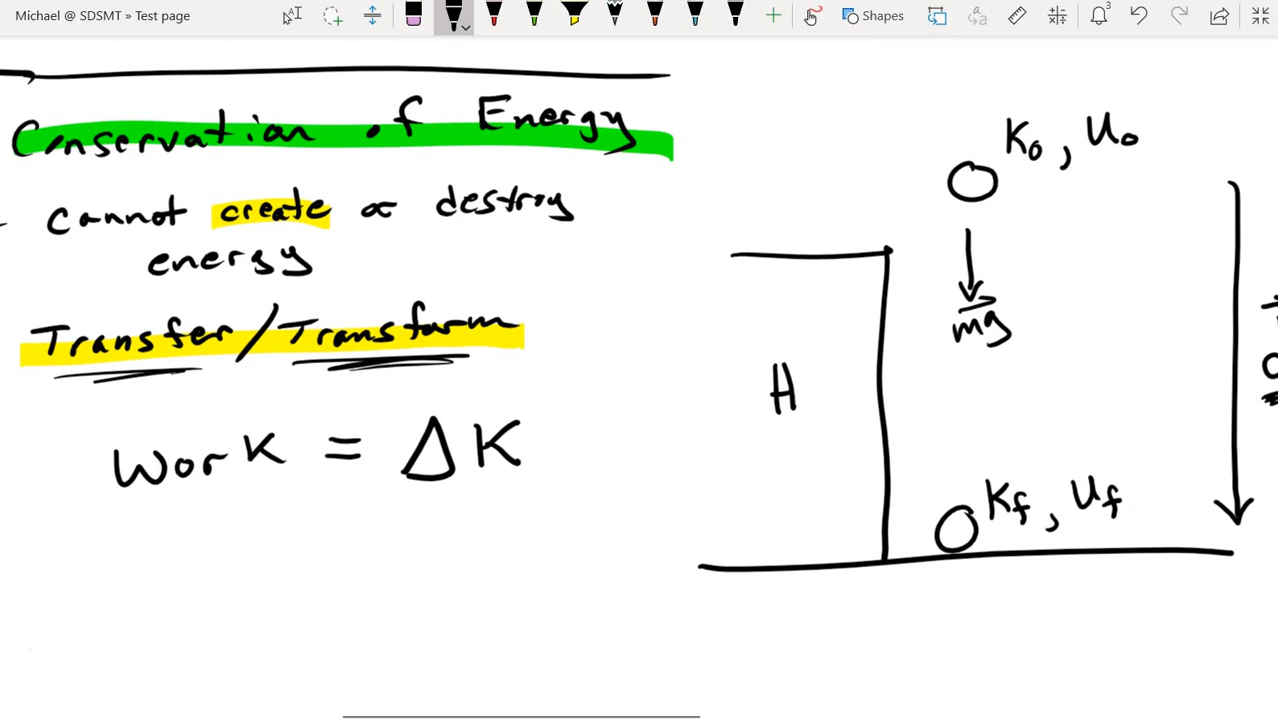 Michael @ SDSMT » Test page
Shapes
3
Conservation of Energy
- cannot create or destroy
energy
Transfer/Transform
Work = ΔK
K₀, U₀
mg
H
Kf, Uf